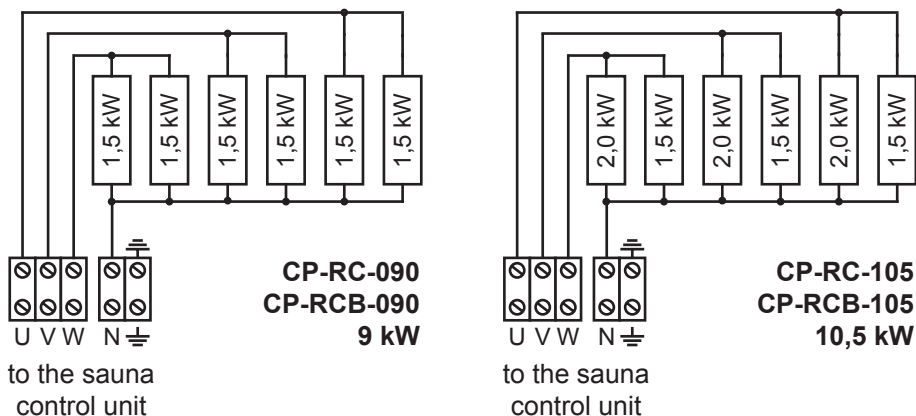 1,5 kW 1,5 kW 1,5 kW 1,5 kW 1,5 kW 1,5 kW
CP-RC-090
CP-RCB-090
9 kW
U V W N
to the sauna
control unit
2,0 kW 1,5 kW 2,0 kW 1,5 kW 2,0 kW 1,5 kW
CP-RC-105
CP-RCB-105
10,5 kW
U V W N
to the sauna
control unit